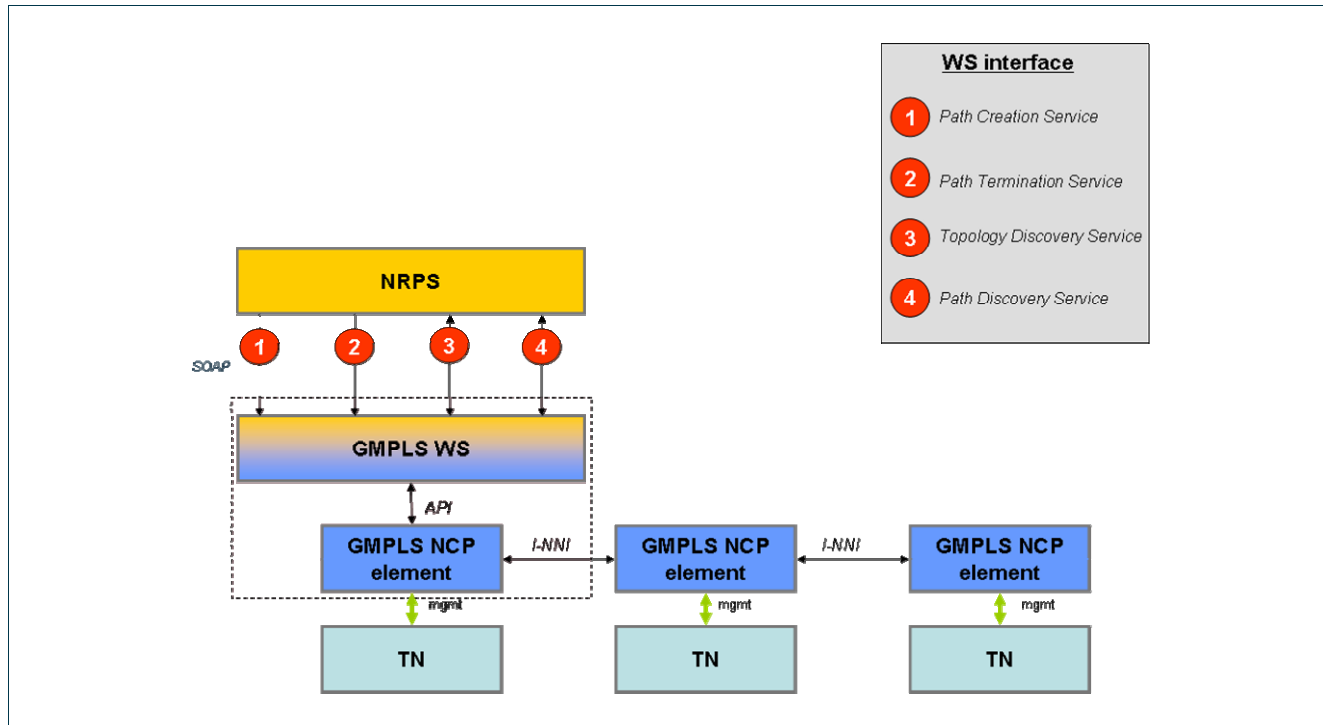 WS interface
1 Path Creation Service
2 Path Termination Service
3 Topology Discovery Service
4 Path Discovery Service
NRPS
1 2 3 4
SOAP
GMPLS WS
API
GMPLS NCP
element
I-NNI
GMPLS NCP
element
I-NNI
GMPLS NCP
element
mgmt
mgmt
mgmt
TN
TN
TN